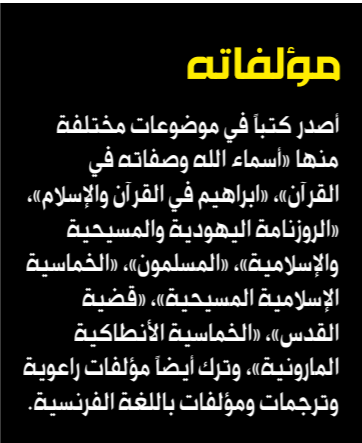 مؤلفاته
أصدر كتباً في موضوعات مختلفة
منها «أسماء الله وصفاته في
القرآن»، «ابراهيم في القرآن والإسلام»،
«الروزنامة اليهودية والمسيحية
والإسلامية»، «المسلمون»، «الخماسية
الإسلامية المسيحية»، «قضية
القدس»، «الخماسية الأنطاكية
المارونية»، وترك أيضاً مؤلفات راعوية
وترجمات ومؤلفات باللغة الفرنسية.